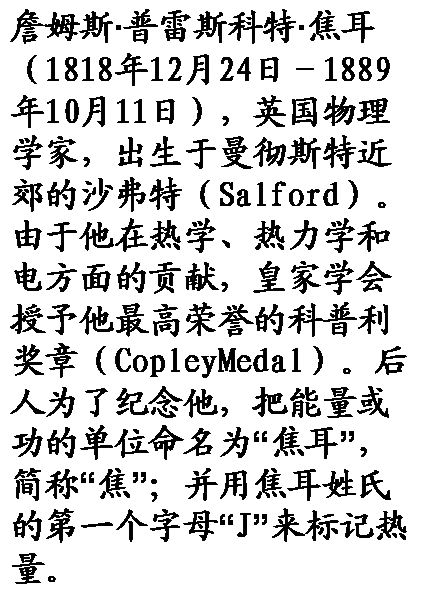 詹姆斯·普雷斯科特·焦耳
（1818年12月24日－1889
年10月11日），英国物理
学家，出生于曼彻斯特近
郊的沙弗特（Salford）。
由于他在热学、热力学和
电方面的贡献，皇家学会
授予他最高荣誉的科普利
奖章（CopleyMedal）。后
人为了纪念他，把能量或
功的单位命名为“焦耳”，
简称“焦”；并用焦耳姓氏
的第一个字母“J”来标记热
量。